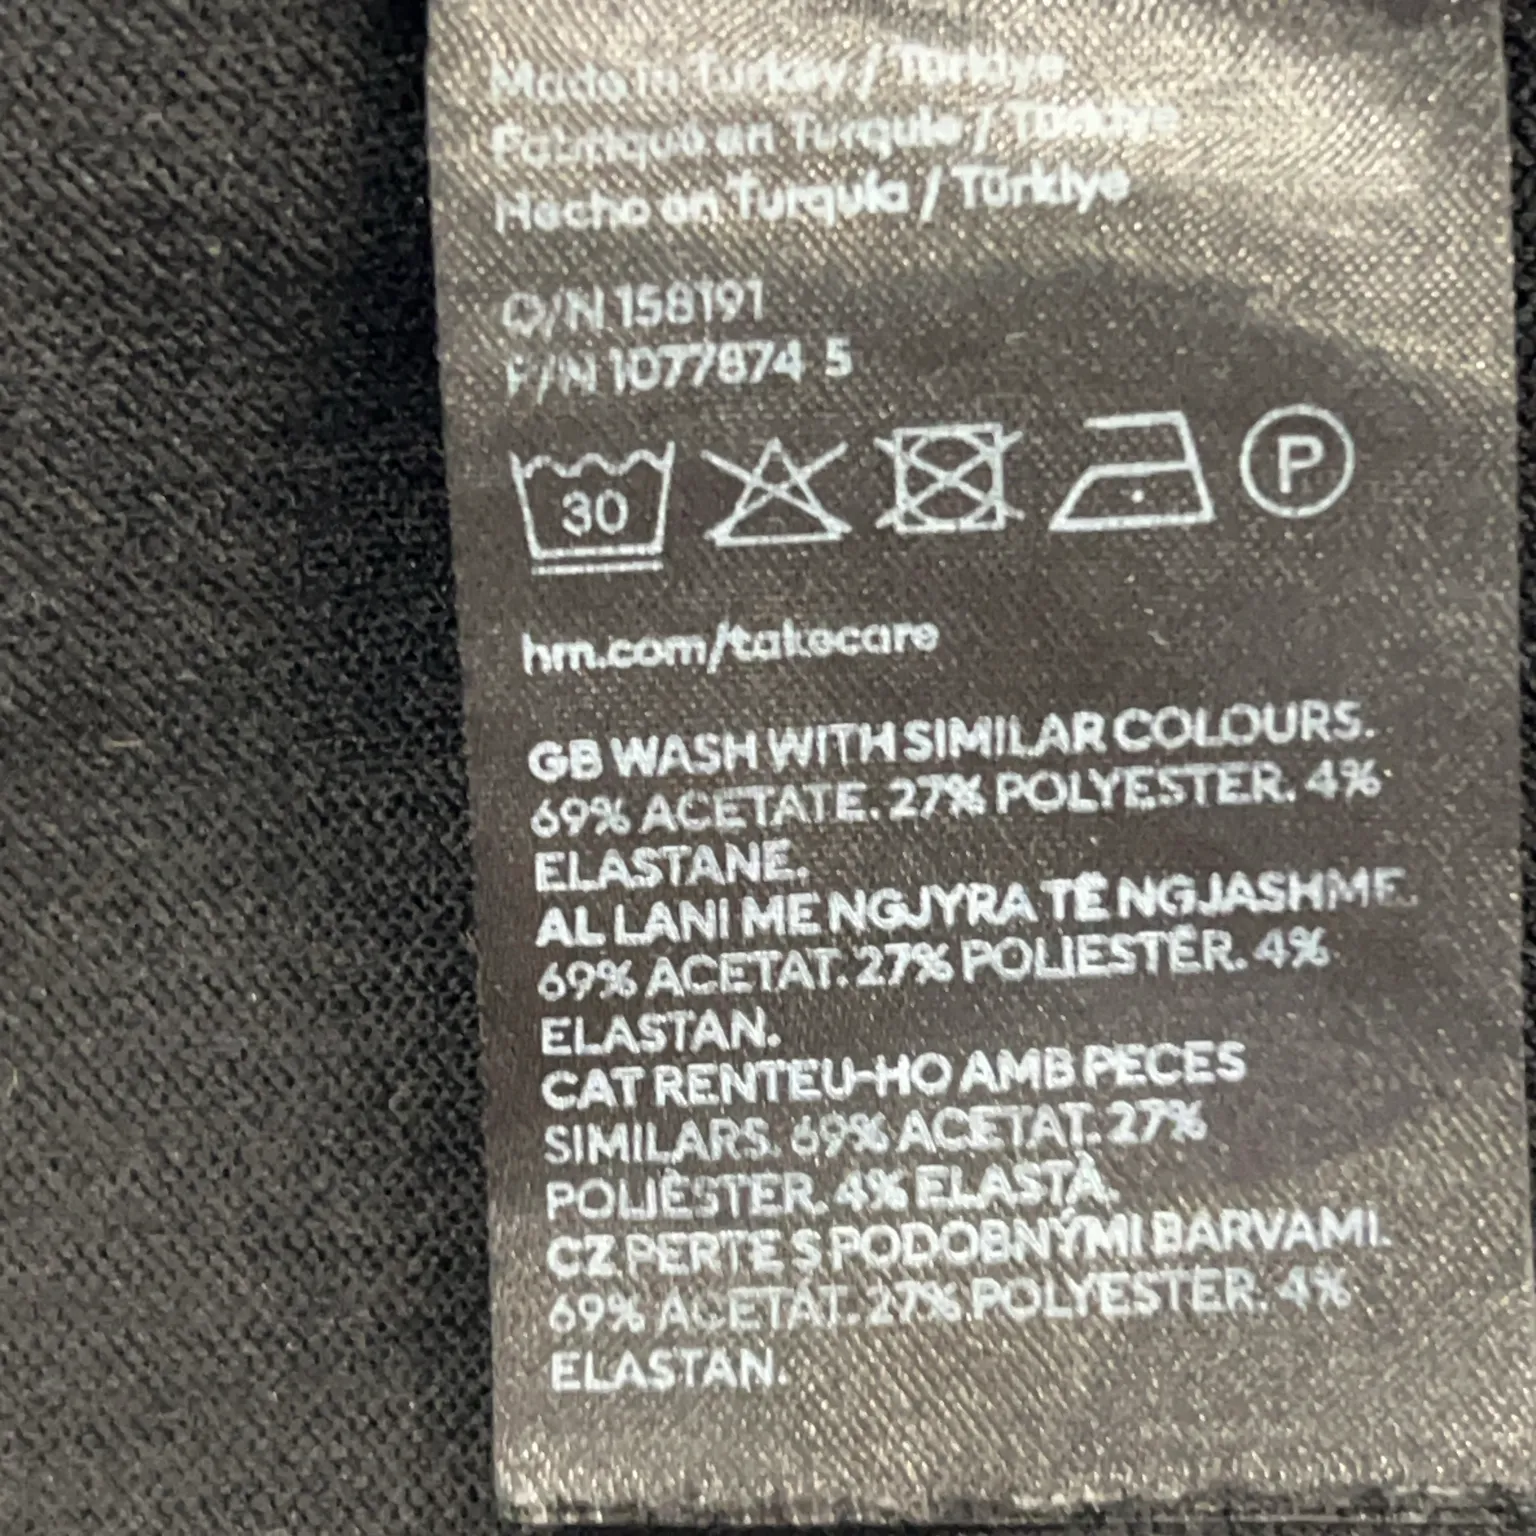 Made in Turkey / Türkiye
Fabriqué en Turquie / Türkiye
Hecho en Turquía / Türkiye
O/N 158191
P/N 1077874 5
30
P
hm.com/takecare
GB WASH WITH SIMILAR COLOURS.
69% ACETATE. 27% POLYESTER. 4%
ELASTANE.
AL LANI ME NGJYRA TË NGJASHME.
69% ACETAT. 27% POLIESTËR. 4%
ELASTAN.
CAT RENTEU-HO AMB PECES
SIMILARS. 69% ACETAT. 27%
POLIÈSTER. 4% ELASTÀ.
CZ PERTE S PODOBNÝMI BARVAMI.
69% ACETÁT. 27% POLYESTER. 4%
ELASTAN.